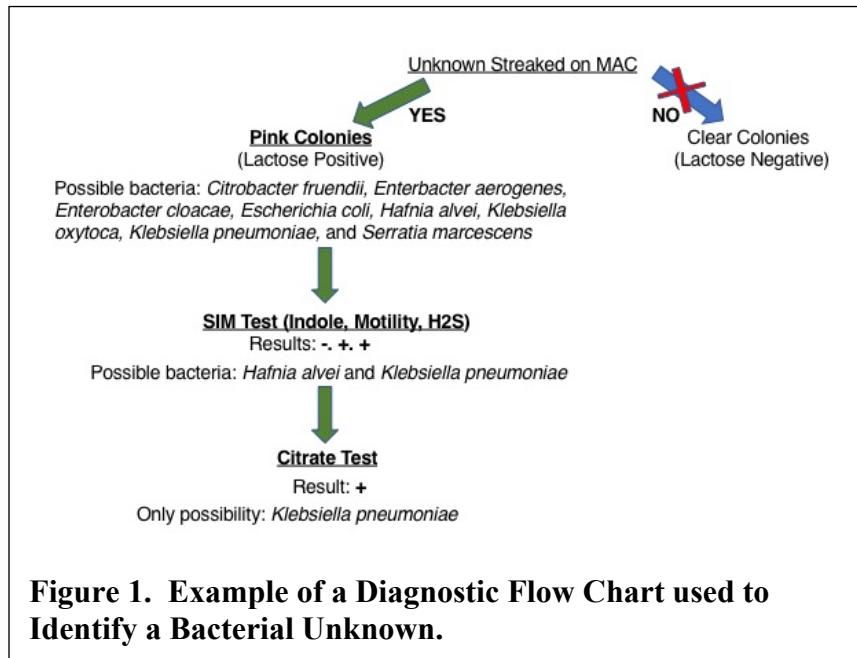 Unknown Streaked on MAC
YES
NO
Pink Colonies
(Lactose Positive)
Clear Colonies
(Lactose Negative)
Possible bacteria: Citrobacter fruendii, Enterbacter aerogenes,
Enterobacter cloacae, Escherichia coli, Hafnia alvei, Klebsiella
oxytoca, Klebsiella pneumoniae, and Serratia marcescens
SIM Test (Indole, Motility, H2S)
Results: -. +. +
Possible bacteria: Hafnia alvei and Klebsiella pneumoniae
Citrate Test
Result: +
Only possibility: Klebsiella pneumoniae
Figure 1. Example of a Diagnostic Flow Chart used to
Identify a Bacterial Unknown.